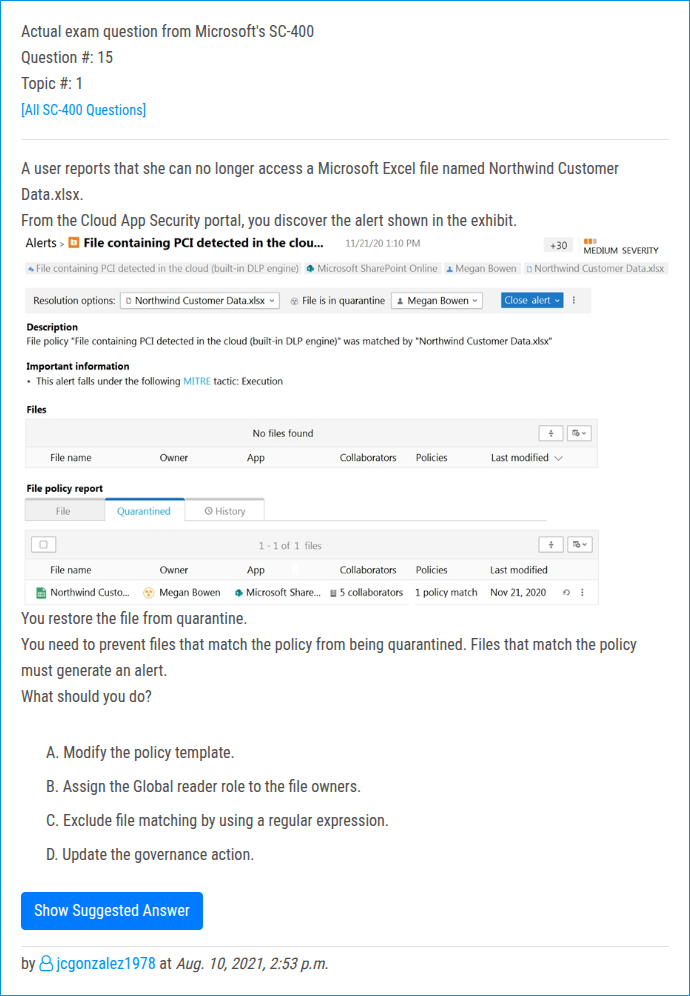 Actual exam question from Microsoft's SC-400
Question #: 15
Topic #: 1
[All SC-400 Questions]
A user reports that she can no longer access a Microsoft Excel file named Northwind Customer
Data.xlsx.
From the Cloud App Security portal, you discover the alert shown in the exhibit.
Alerts > File containing PCI detected in the clou... 11/21/20 1:10 PM +30 MEDIUM SEVERITY
File containing PCI detected in the cloud (built-in DLP engine) Microsoft SharePoint Online Megan Bowen Northwind Customer Data.xlsx
Resolution options: Northwind Customer Data.xlsx File is in quarantine Megan Bowen Close alert
Description
File policy "File containing PCI detected in the cloud (built-in DLP engine)" was matched by "Northwind Customer Data.xlsx"
Important information
• This alert falls under the following MITRE tactic: Execution
Files
No files found
File name Owner App Collaborators Policies Last modified
File policy report
File Quarantined History
1 - 1 of 1 files
File name Owner App Collaborators Policies Last modified
Northwind Custo... Megan Bowen Microsoft Share... 5 collaborators 1 policy match Nov 21, 2020
You restore the file from quarantine.
You need to prevent files that match the policy from being quarantined. Files that match the policy
must generate an alert.
What should you do?
A. Modify the policy template.
B. Assign the Global reader role to the file owners.
C. Exclude file matching by using a regular expression.
D. Update the governance action.
Show Suggested Answer
by jcgonzalez1978 at Aug. 10, 2021, 2:53 p.m.